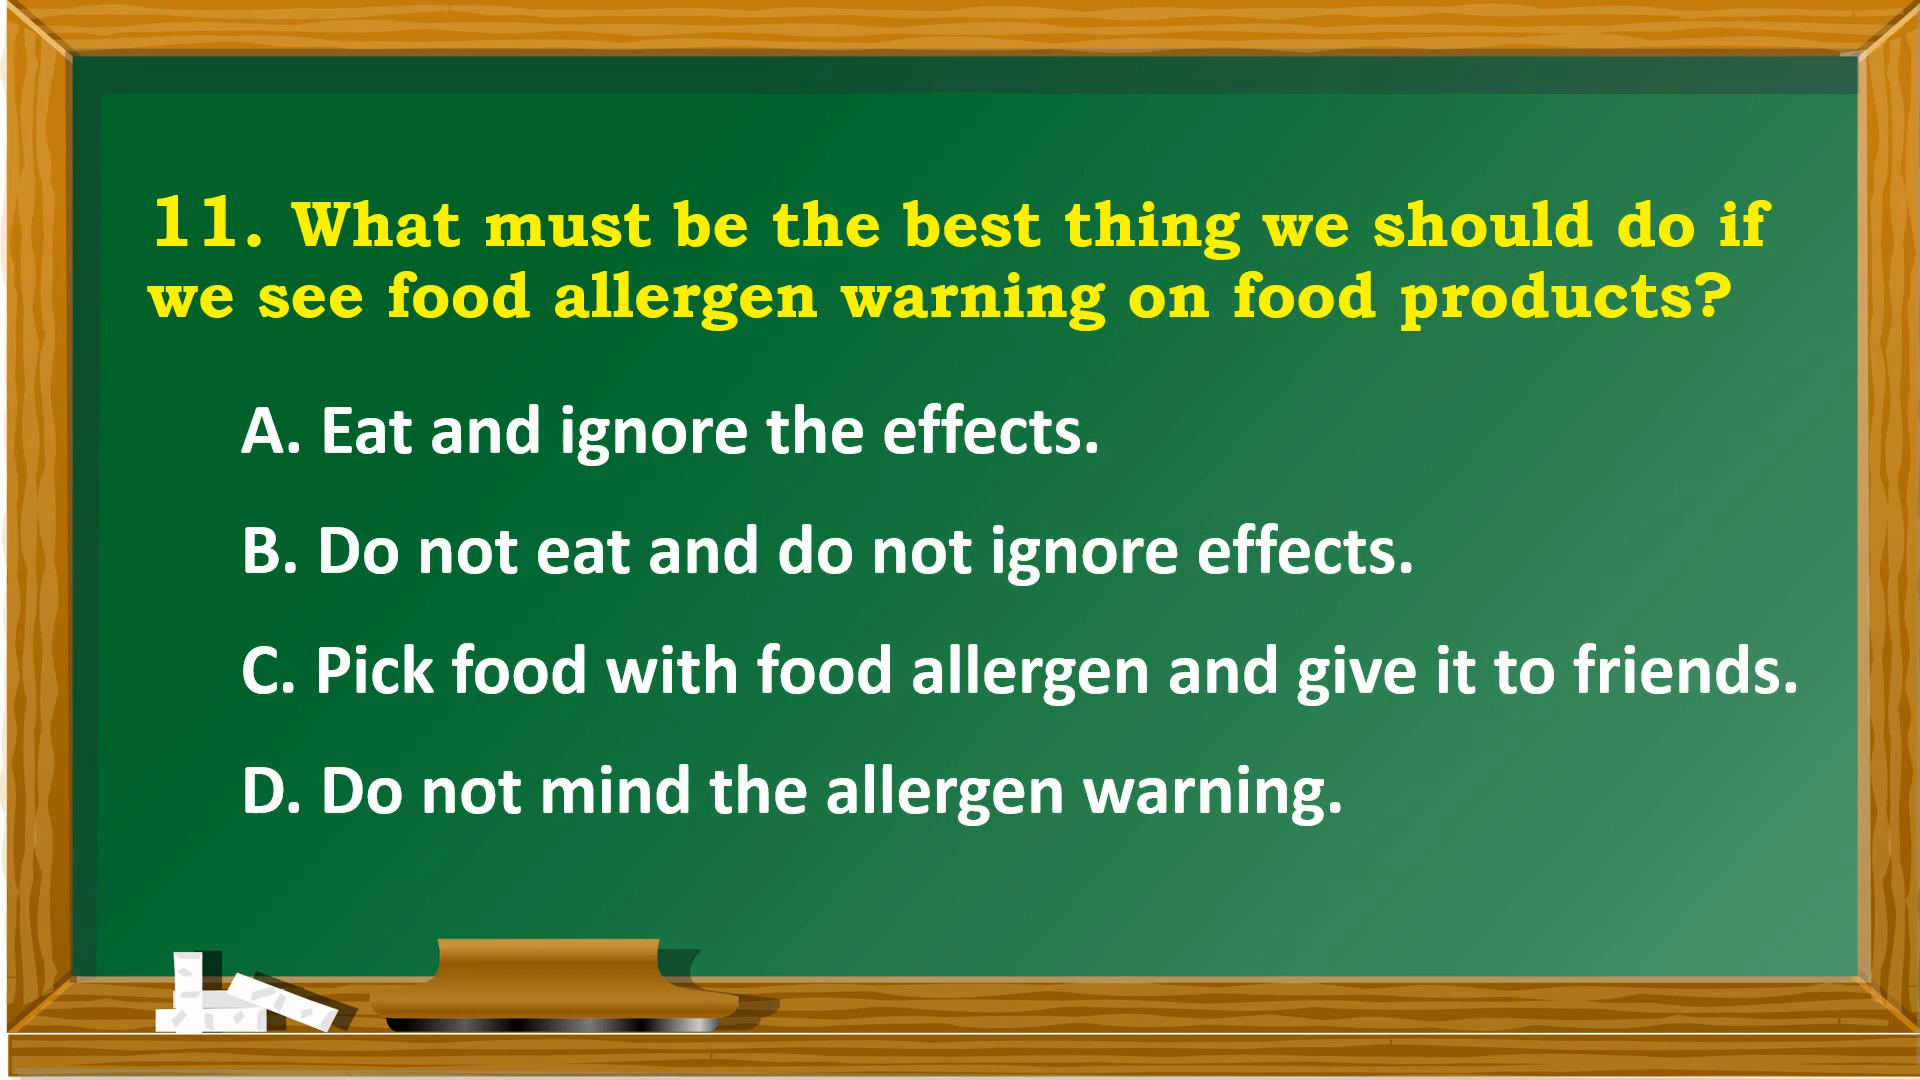 11. What must be the best thing we should do if
we see food allergen warning on food products?
A. Eat and ignore the effects.
B. Do not eat and do not ignore effects.
C. Pick food with food allergen and give it to friends.
D. Do not mind the allergen warning.